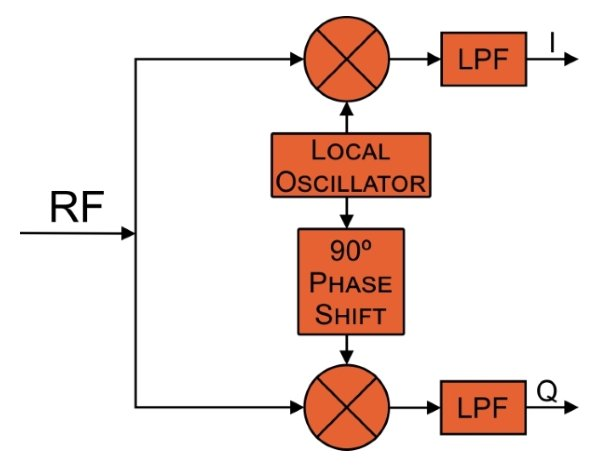 LPF
I
LOCAL
OSCILLATOR
RF
90º
PHASE
SHIFT
LPF
Q